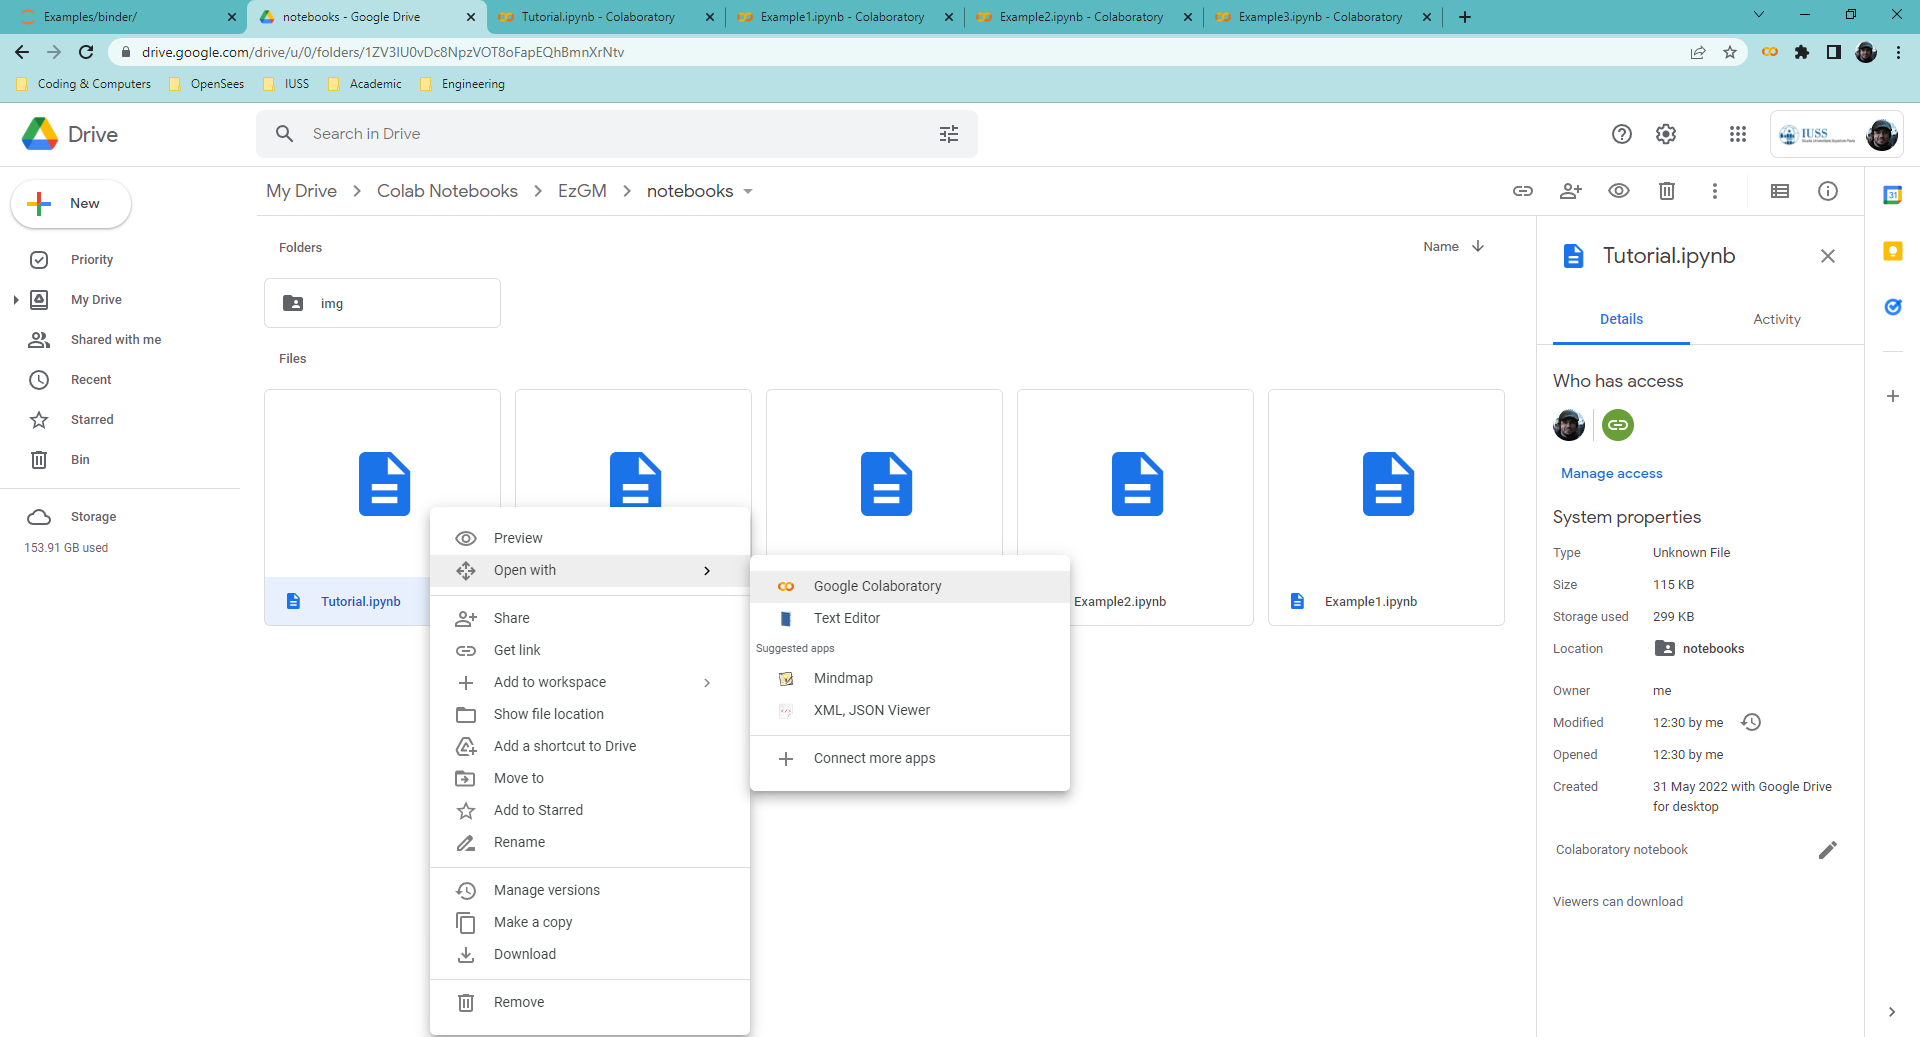 Examples/binder/
notebooks - Google Drive
Tutorial.ipynb - Colaboratory
Example1.ipynb - Colaboratory
Example2.ipynb - Colaboratory
Example3.ipynb - Colaboratory
drive.google.com/drive/u/0/folders/1ZV3IU0vDc8NpzVOT8oFapEQhBmnXrNtv
Coding & Computers
OpenSees
IUSS
Academic
Engineering
Drive
Search in Drive
IUSS
My Drive
Colab Notebooks
EzGM
notebooks
New
Priority
My Drive
Shared with me
Recent
Starred
Bin
Storage
153.91 GB used
Folders
Name
img
Files
Tutorial.ipynb
Example2.ipynb
Example1.ipynb
Preview
Open with
Share
Get link
Add to workspace
Show file location
Add a shortcut to Drive
Move to
Add to Starred
Rename
Manage versions
Make a copy
Download
Remove
Google Colaboratory
Text Editor
Suggested apps
Mindmap
XML, JSON Viewer
Connect more apps
Tutorial.ipynb
Details
Activity
Who has access
Manage access
System properties
Type Unknown File
Size 115 KB
Storage used 299 KB
Location notebooks
Owner me
Modified 12:30 by me
Opened 12:30 by me
Created 31 May 2022 with Google Drive
for desktop
Colaboratory notebook
Viewers can download
31